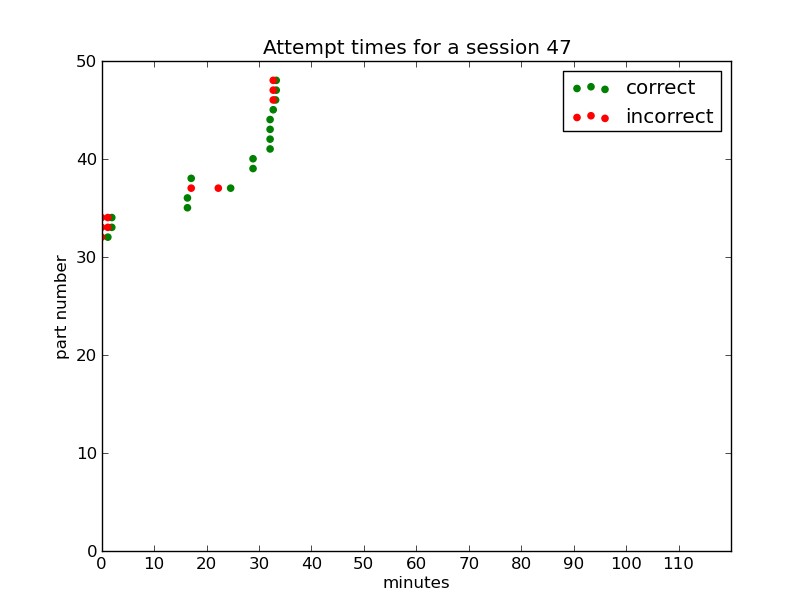 Attempt times for a session 47
50
40
30
20
10
0
part number
correct
incorrect
0 10 20 30 40 50 60 70 80 90 100 110
minutes